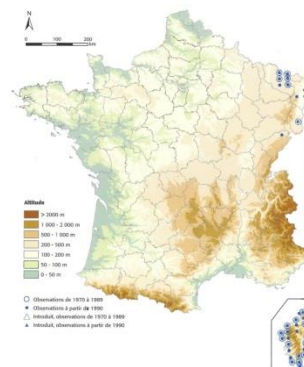 N
0 100 200
km
Altitude
> 2000 m
1 000 - 2 000 m
500 - 1 000 m
200 - 500 m
100 - 200 m
50 - 100 m
0 - 50 m
Observations de 1970 à 1989
Observations à partir de 1990
Introduit, observations de 1970 à 1989
Introduit, observations à partir de 1990